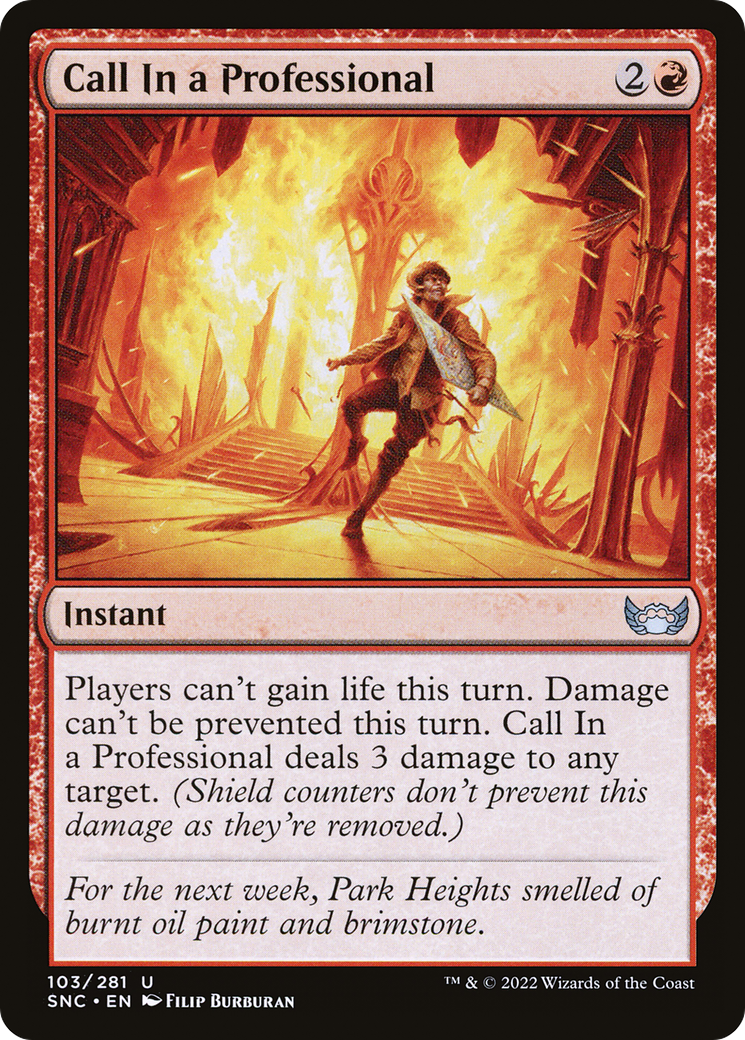 Call In a Professional 2
Instant
Players can't gain life this turn. Damage
can't be prevented this turn. Call In
a Professional deals 3 damage to any
target. (Shield counters don't prevent this
damage as they're removed.)
For the next week, Park Heights smelled of
burnt oil paint and brimstone.
103/281 U
™ & © 2022 Wizards of the Coast
SNC • EN Filip Burburan